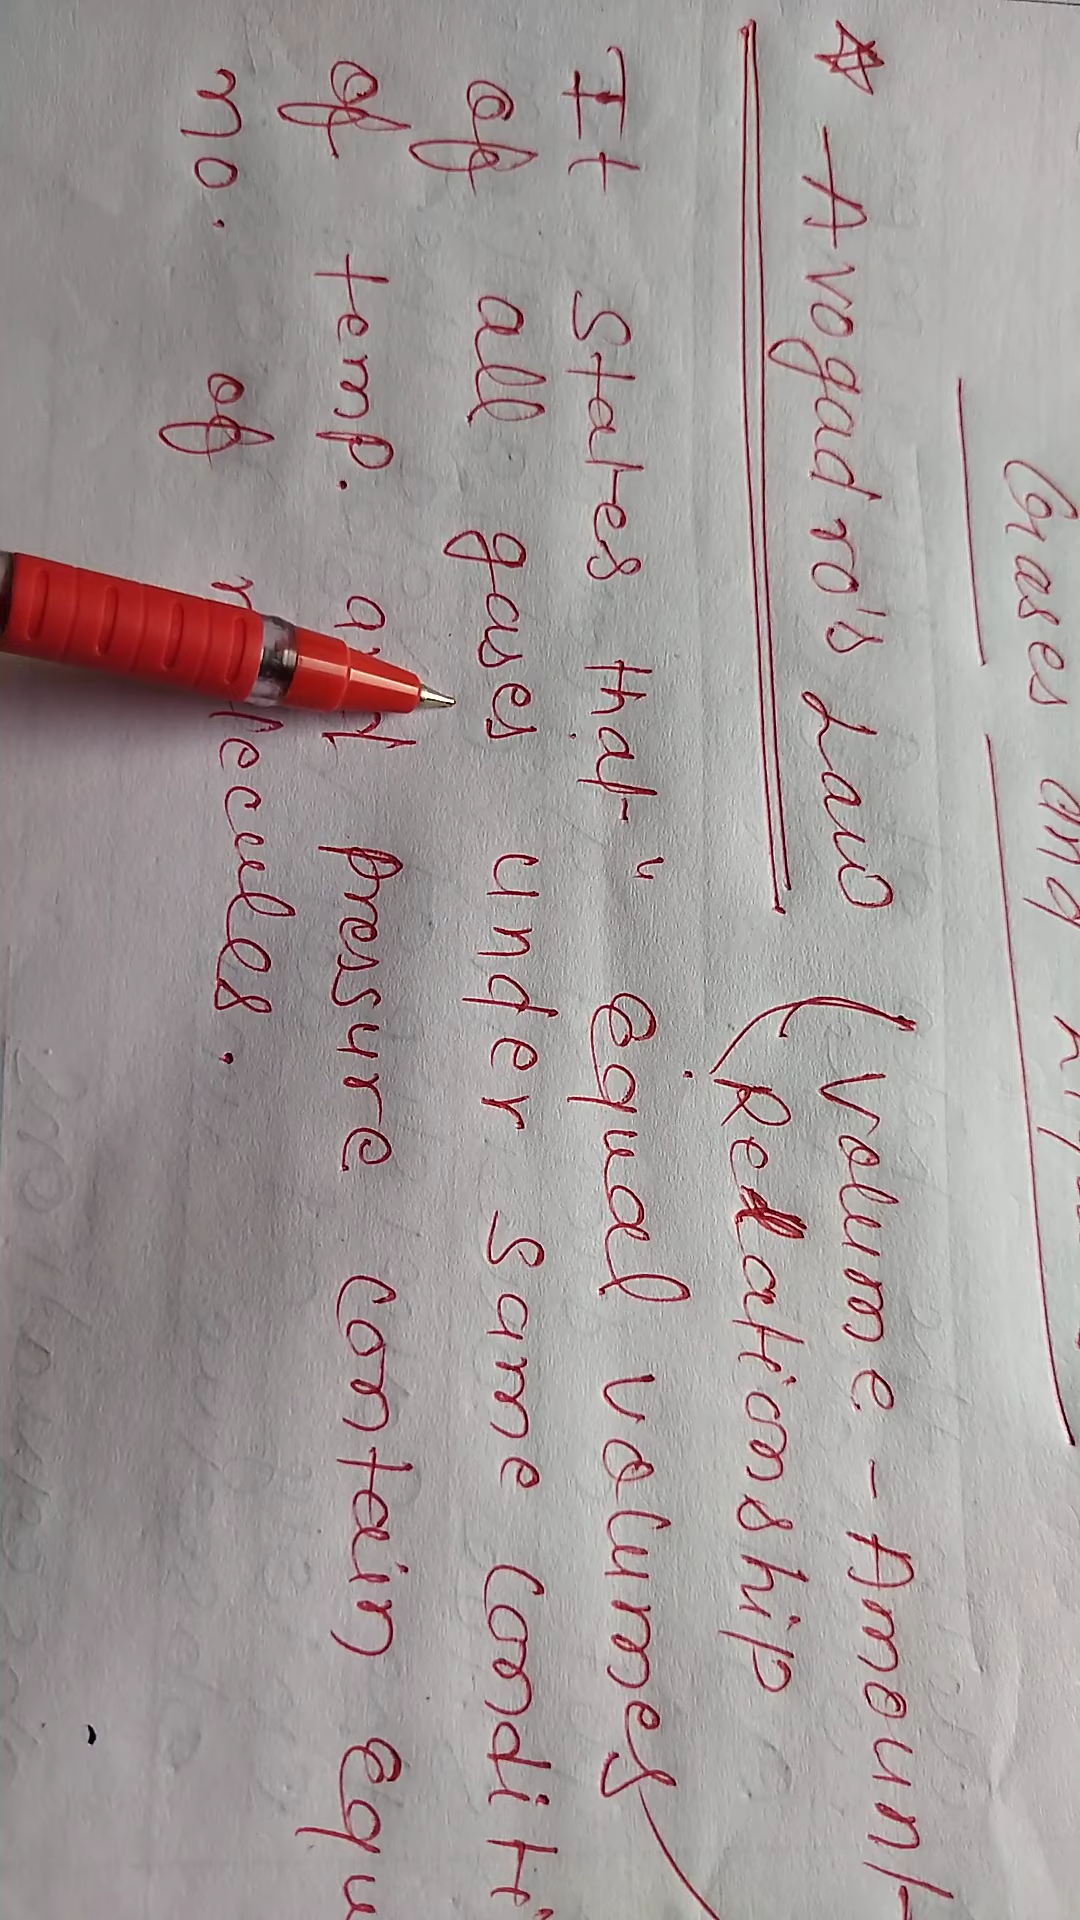 Gases and
☆ Avogadro's Law (Volume - Amount
(Relationship
It states that " Equal volumes
of all gases under same conditi
of temp. and pressure contain equ
no. of molecules.